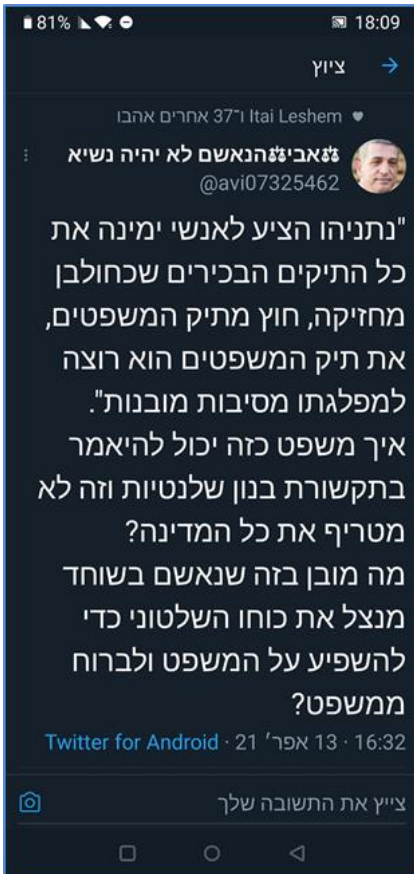 81% 18:09
ציוץ
Itai Leshem ו־37 אחרים אהבו
⚖אבי⚖הנאשם לא יהיה נשיא
@avi07325462
"נתניהו הציע לאנשי ימינה את
כל התיקים הבכירים שכחולבן
מחזיקה, חוץ מתיק המשפטים,
את תיק המשפטים הוא רוצה
למפלגתו מסיבות מובנות".
איך משפט כזה יכול להיאמר
בתקשורת בנון שלנטיות וזה לא
מטריף את כל המדינה?
מה מובן בזה שנאשם בשוחד
מנצל את כוחו השלטוני כדי
להשפיע על המשפט ולברוח
ממשפט?
16:32 · 13 אפר׳ 21 · Twitter for Android
צייץ את התשובה שלך